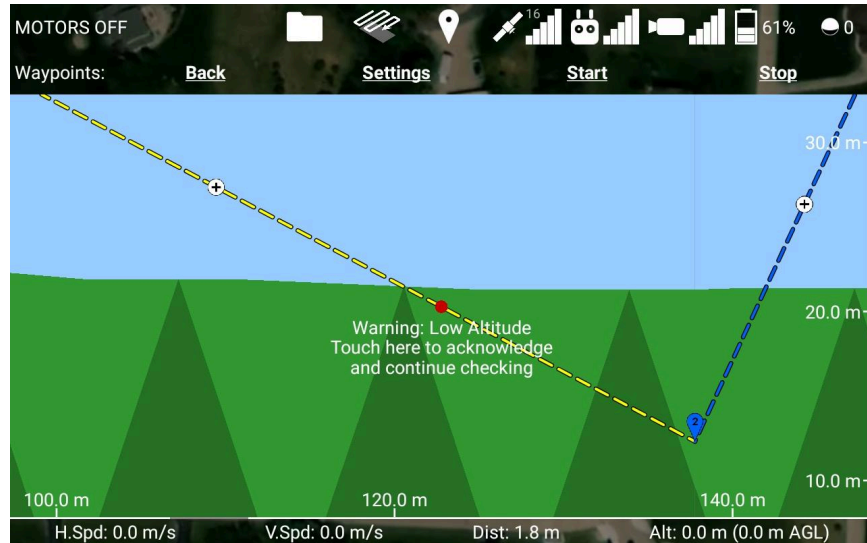 MOTORS OFF
16
61%
0
Waypoints:
Back
Settings
Start
Stop
30.0 m
20.0 m
Warning: Low Altitude
Touch here to acknowledge
and continue checking
2
10.0 m
100.0 m
120.0 m
140.0 m
H.Spd: 0.0 m/s
V.Spd: 0.0 m/s
Dist: 1.8 m
Alt: 0.0 m (0.0 m AGL)